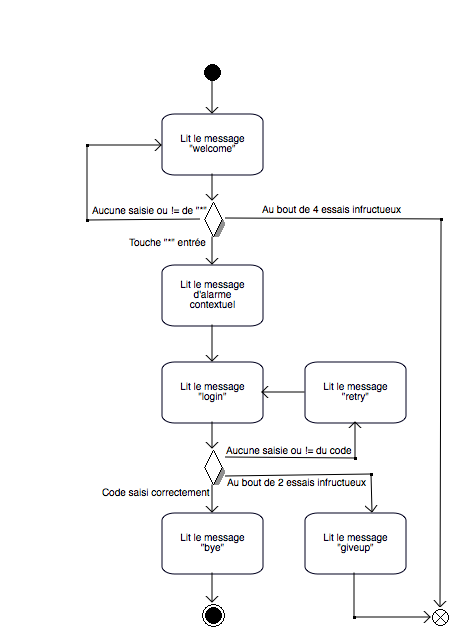 Lit le message
"welcome"
Aucune saisie ou != de "*"
Au bout de 4 essais infructueux
Touche "*" entrée
Lit le message
d'alarme
contextuel
Lit le message
"login"
Lit le message
"retry"
Aucune saisie ou != du code
Au bout de 2 essais infructueux
Code saisi correctement
Lit le message
"bye"
Lit le message
"giveup"